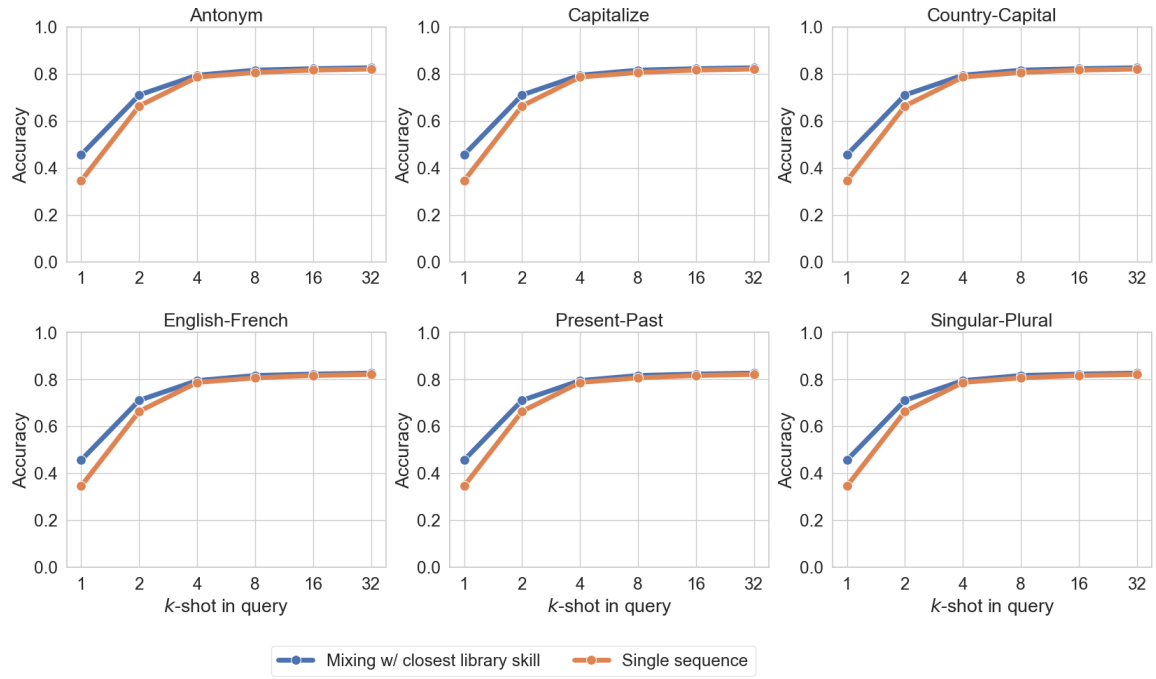 Antonym
Capitalize
Country-Capital
Accuracy
1.0
0.8
0.6
0.4
0.2
0.0
1 2 4 8 16 32
Accuracy
1.0
0.8
0.6
0.4
0.2
0.0
1 2 4 8 16 32
Accuracy
1.0
0.8
0.6
0.4
0.2
0.0
1 2 4 8 16 32
English-French
Present-Past
Singular-Plural
Accuracy
1.0
0.8
0.6
0.4
0.2
0.0
1 2 4 8 16 32
k-shot in query
Accuracy
1.0
0.8
0.6
0.4
0.2
0.0
1 2 4 8 16 32
k-shot in query
Accuracy
1.0
0.8
0.6
0.4
0.2
0.0
1 2 4 8 16 32
k-shot in query
Mixing w/ closest library skill
Single sequence